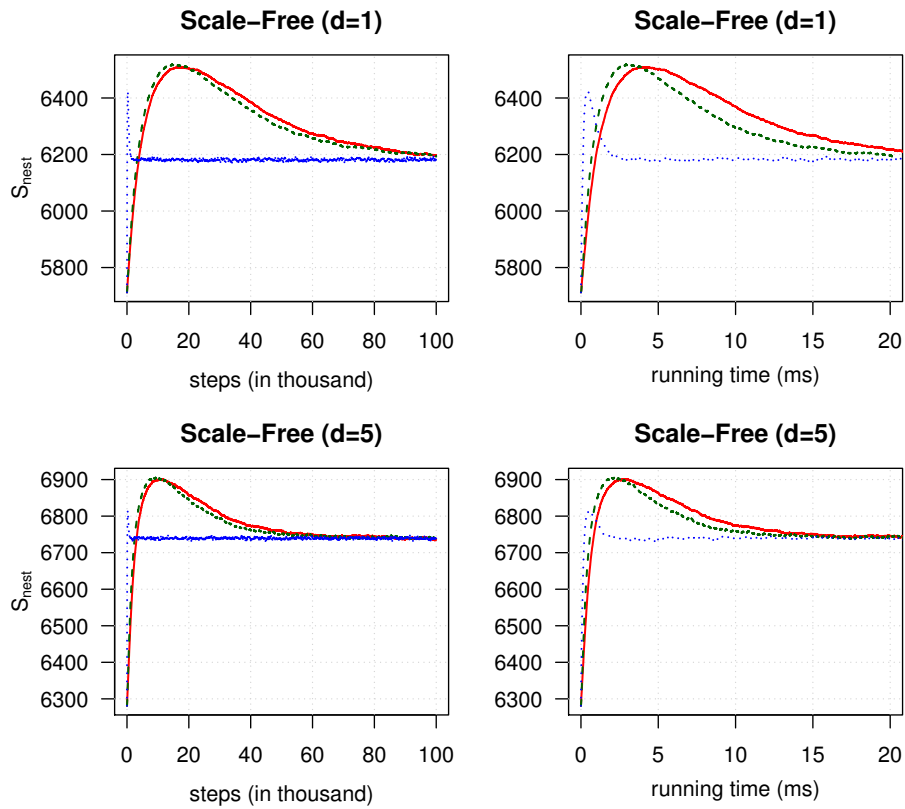 Scale−Free (d=1)
Scale−Free (d=1)
6400
6200
6000
5800
S_nest
0 20 40 60 80 100
steps (in thousand)
6400
6200
6000
5800
0 5 10 15 20
running time (ms)
Scale−Free (d=5)
Scale−Free (d=5)
6900
6800
6700
6600
6500
6400
6300
S_nest
0 20 40 60 80 100
steps (in thousand)
6900
6800
6700
6600
6500
6400
6300
0 5 10 15 20
running time (ms)